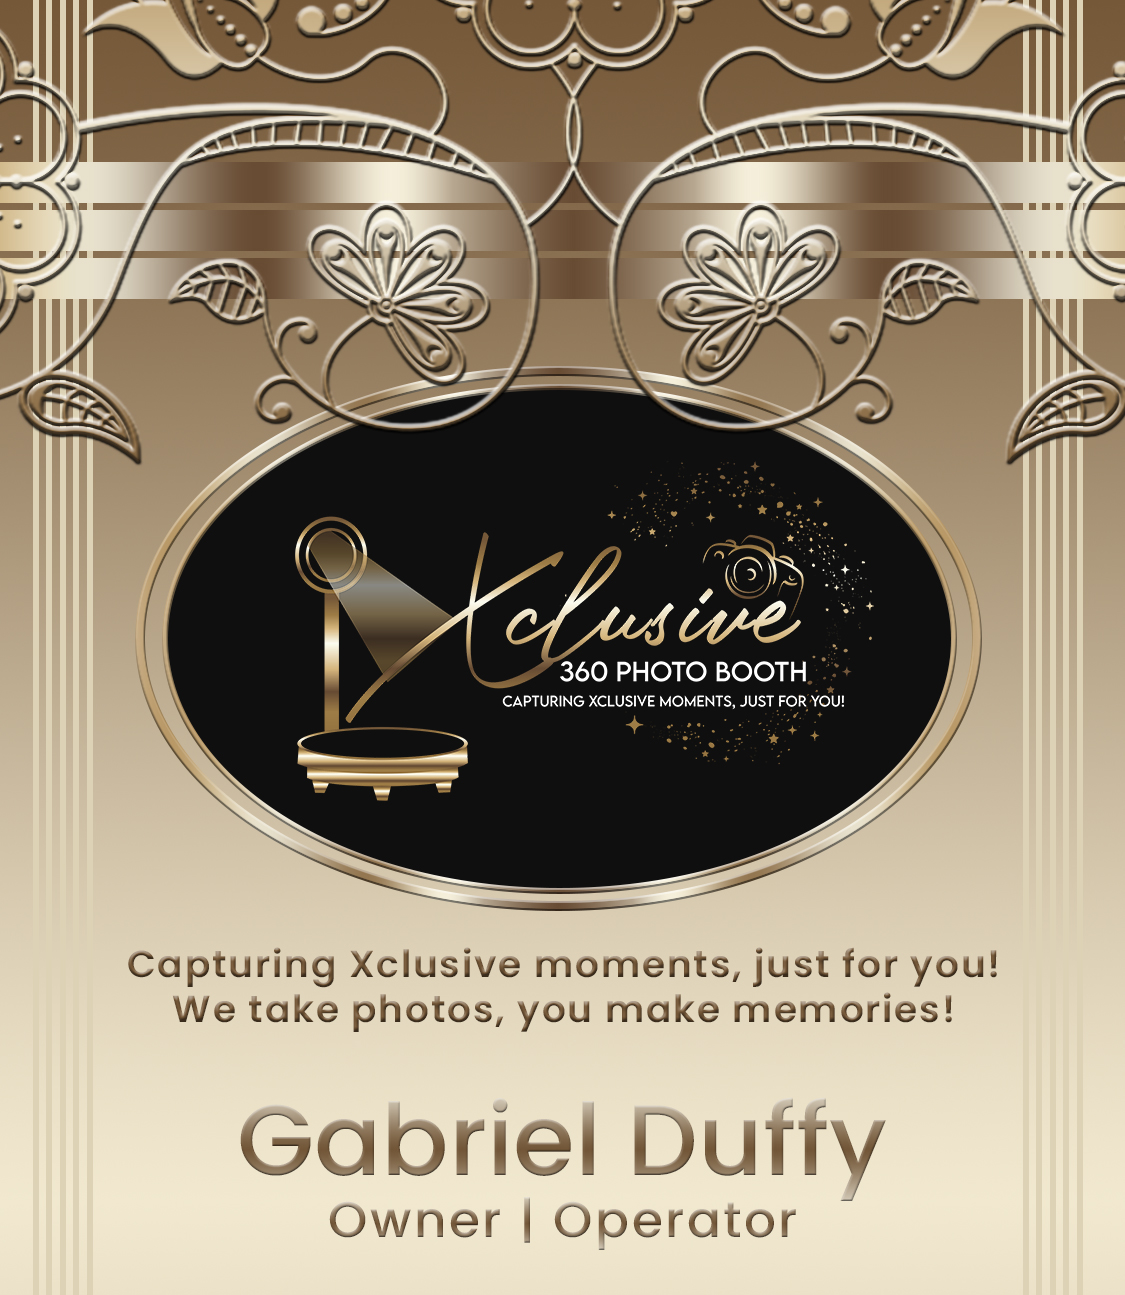 Xclusive
360 PHOTO BOOTH
CAPTURING XCLUSIVE MOMENTS, JUST FOR YOU!
Capturing Xclusive moments, just for you!
We take photos, you make memories!
Gabriel Duffy
Owner | Operator